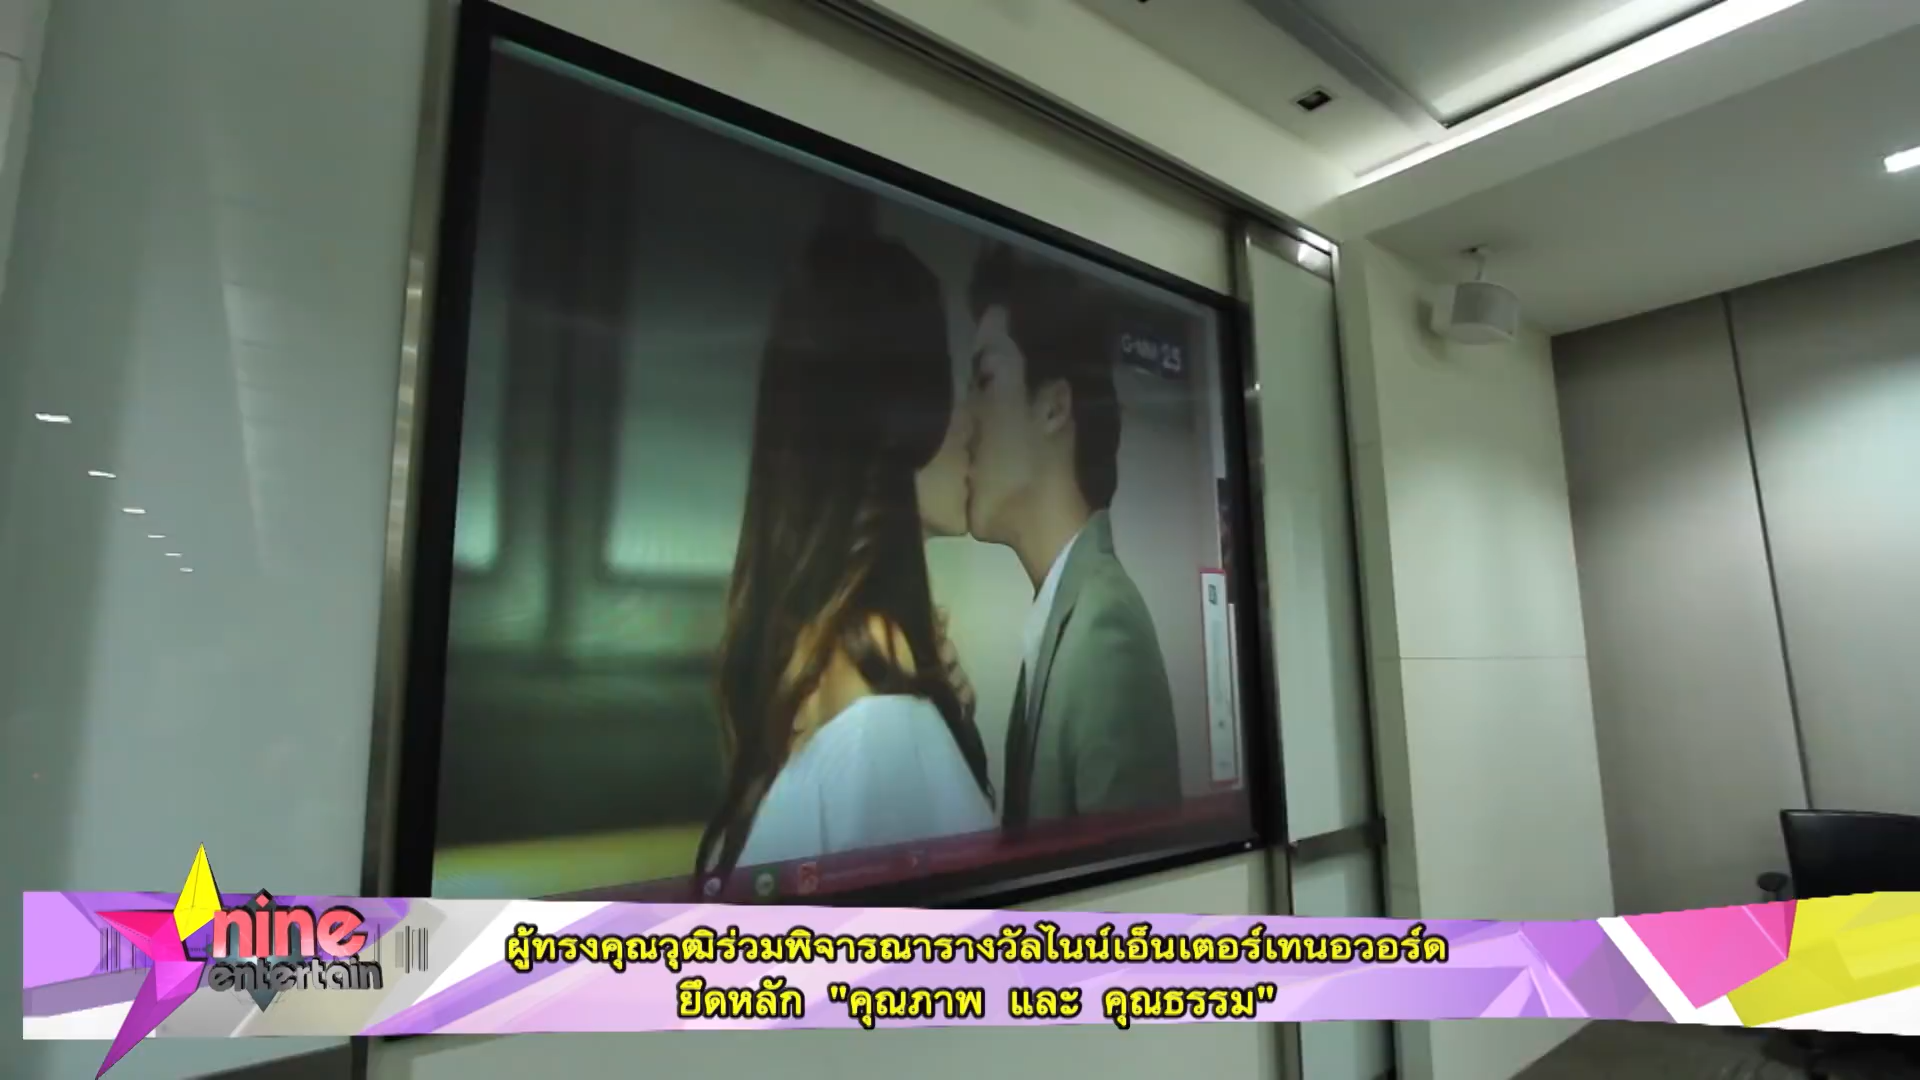 GMM 25
nine
entertain
ผู้ทรงคุณวุฒิร่วมพิจารณารางวัลไนน์เอ็นเตอร์เทนอวอร์ด
ยึดหลัก "คุณภาพ และ คุณธรรม"